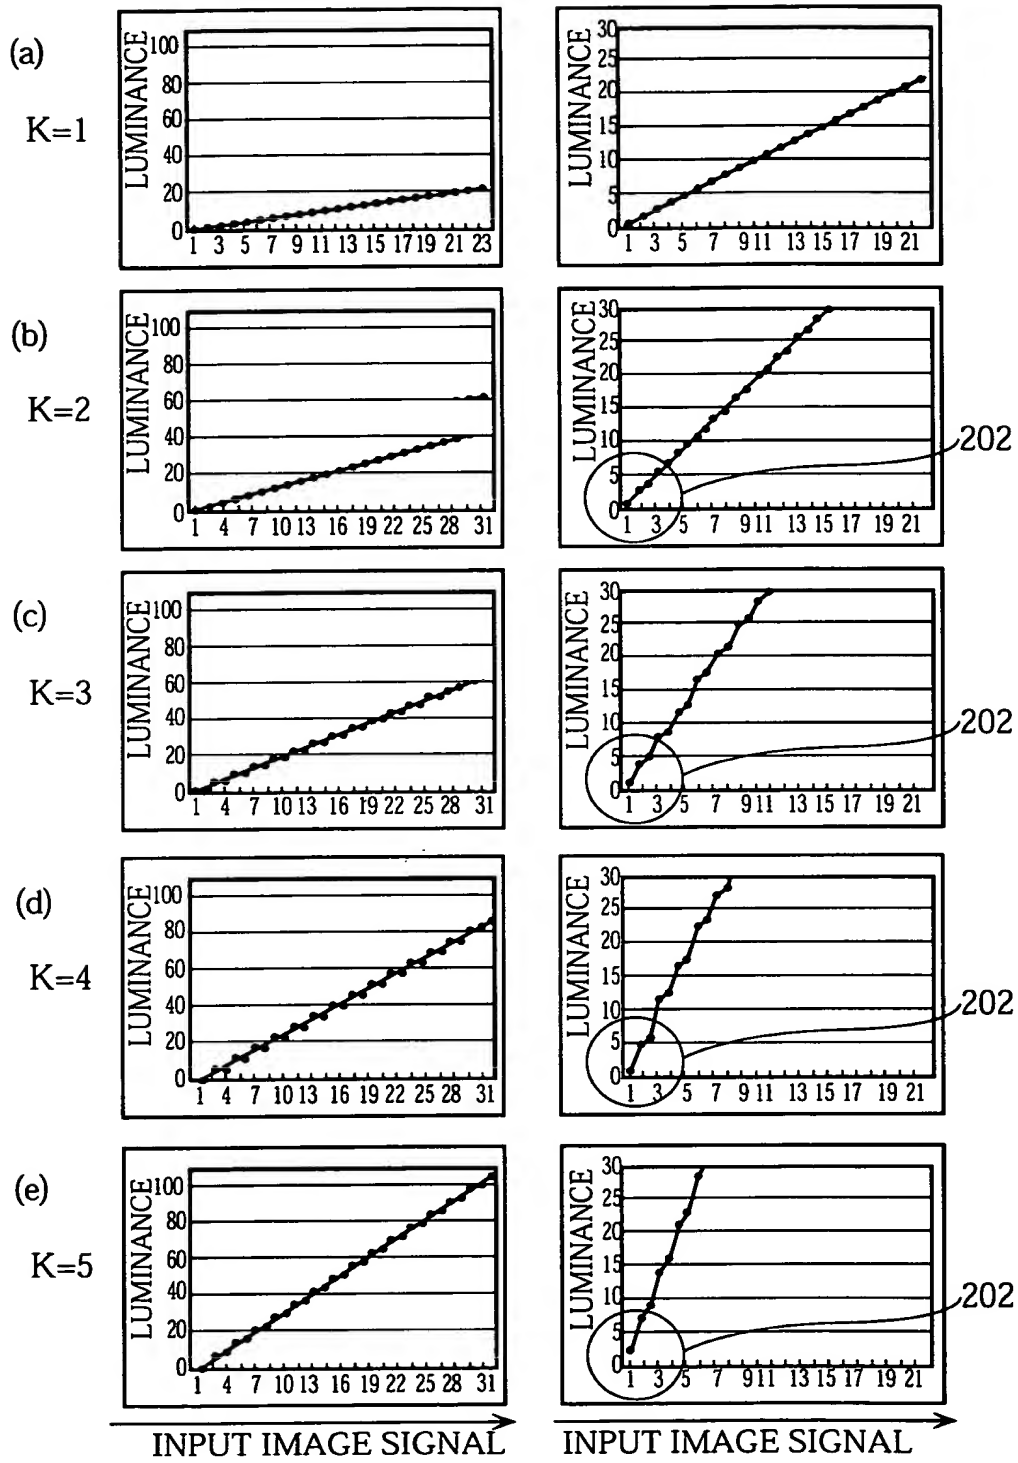 (a)
K=1
LUMINANCE
100
80
60
40
20
0
1 3 5 7 9 11 13 15 17 19 21 23
LUMINANCE
30
25
20
15
10
5
0
1 3 5 7 9 11 13 15 17 19 21
(b)
K=2
LUMINANCE
100
80
60
40
20
0
1 4 7 10 13 16 19 22 25 28 31
LUMINANCE
30
25
20
15
10
5
0
1 3 5 7 9 11 13 15 17 19 21
202
(c)
K=3
LUMINANCE
100
80
60
40
20
0
1 4 7 10 13 16 19 22 25 28 31
LUMINANCE
30
25
20
15
10
5
0
1 3 5 7 9 11 13 15 17 19 21
202
(d)
K=4
LUMINANCE
100
80
60
40
20
0
1 4 7 10 13 16 19 22 25 28 31
LUMINANCE
30
25
20
15
10
5
0
1 3 5 7 9 11 13 15 17 19 21
202
(e)
K=5
LUMINANCE
100
80
60
40
20
0
1 4 7 10 13 16 19 22 25 28 31
LUMINANCE
30
25
20
15
10
5
0
1 3 5 7 9 11 13 15 17 19 21
202
INPUT IMAGE SIGNAL
INPUT IMAGE SIGNAL